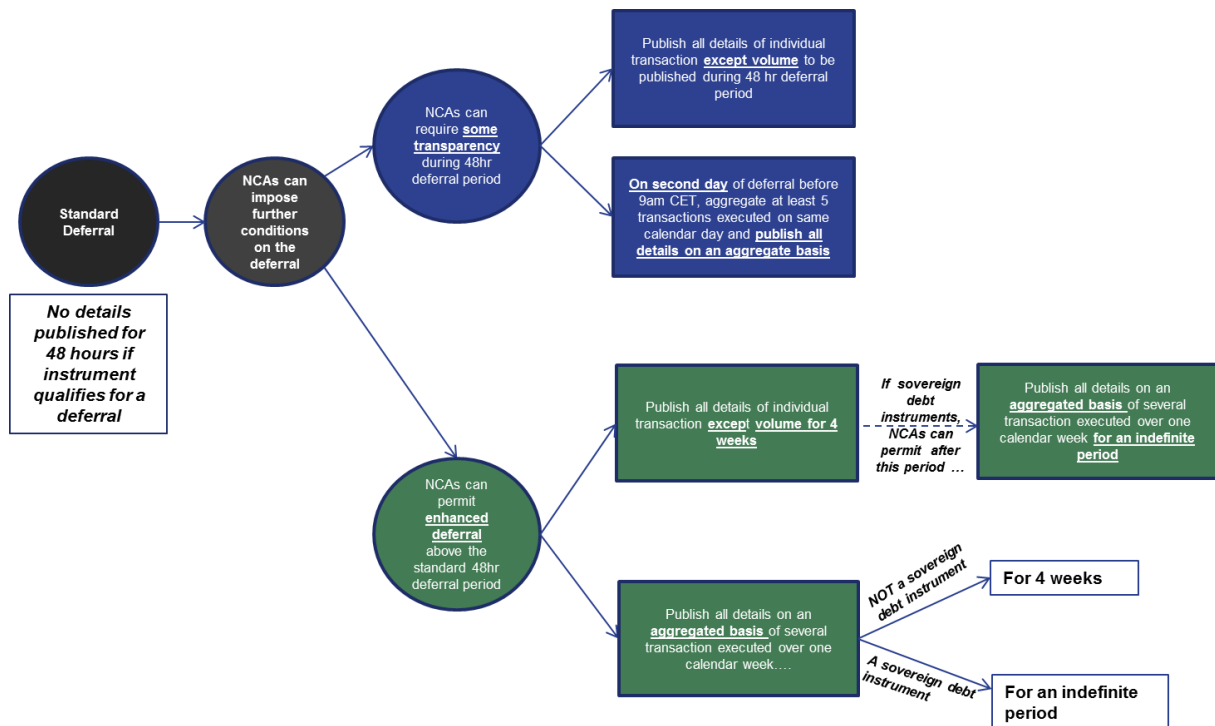 Standard
Deferral
No details
published for
48 hours if
instrument
qualifies for a
deferral
NCAs can
impose
further
conditions
on the
deferral
NCAs can
require some
transparency
during 48hr
deferral period
Publish all details of individual
transaction except volume to be
published during 48 hr deferral
period
On second day of deferral before
9am CET, aggregate at least 5
transactions executed on same
calendar day and publish all
details on an aggregate basis
NCAs can
permit
enhanced
deferral
above the
standard 48hr
deferral period
Publish all details of individual
transaction except volume for 4
weeks
If sovereign
debt
instruments,
NCAs can
permit after
this period ...
Publish all details on an
aggregated basis of several
transaction executed over one
calendar week for an indefinite
period
Publish all details on an
aggregated basis of several
transaction executed over one
calendar week....
NOT a sovereign
debt instrument
For 4 weeks
A sovereign debt
instrument
For an indefinite
period